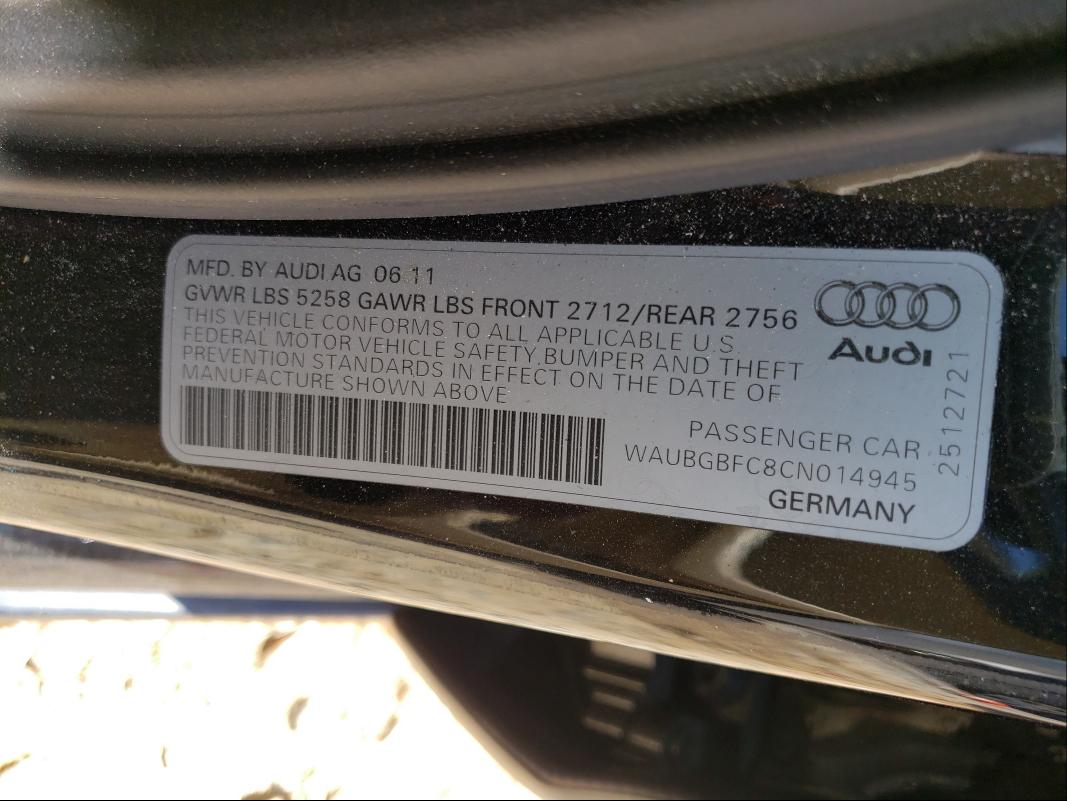 MFD. BY AUDI AG 06 11
GVWR LBS 5258 GAWR LBS FRONT 2712/REAR 2756
THIS VEHICLE CONFORMS TO ALL APPLICABLE U.S.
FEDERAL MOTOR VEHICLE SAFETY, BUMPER AND THEFT
PREVENTION STANDARDS IN EFFECT ON THE DATE OF
MANUFACTURE SHOWN ABOVE
Audi
2512721
PASSENGER CAR
WAUBGBFC8CN014945
GERMANY